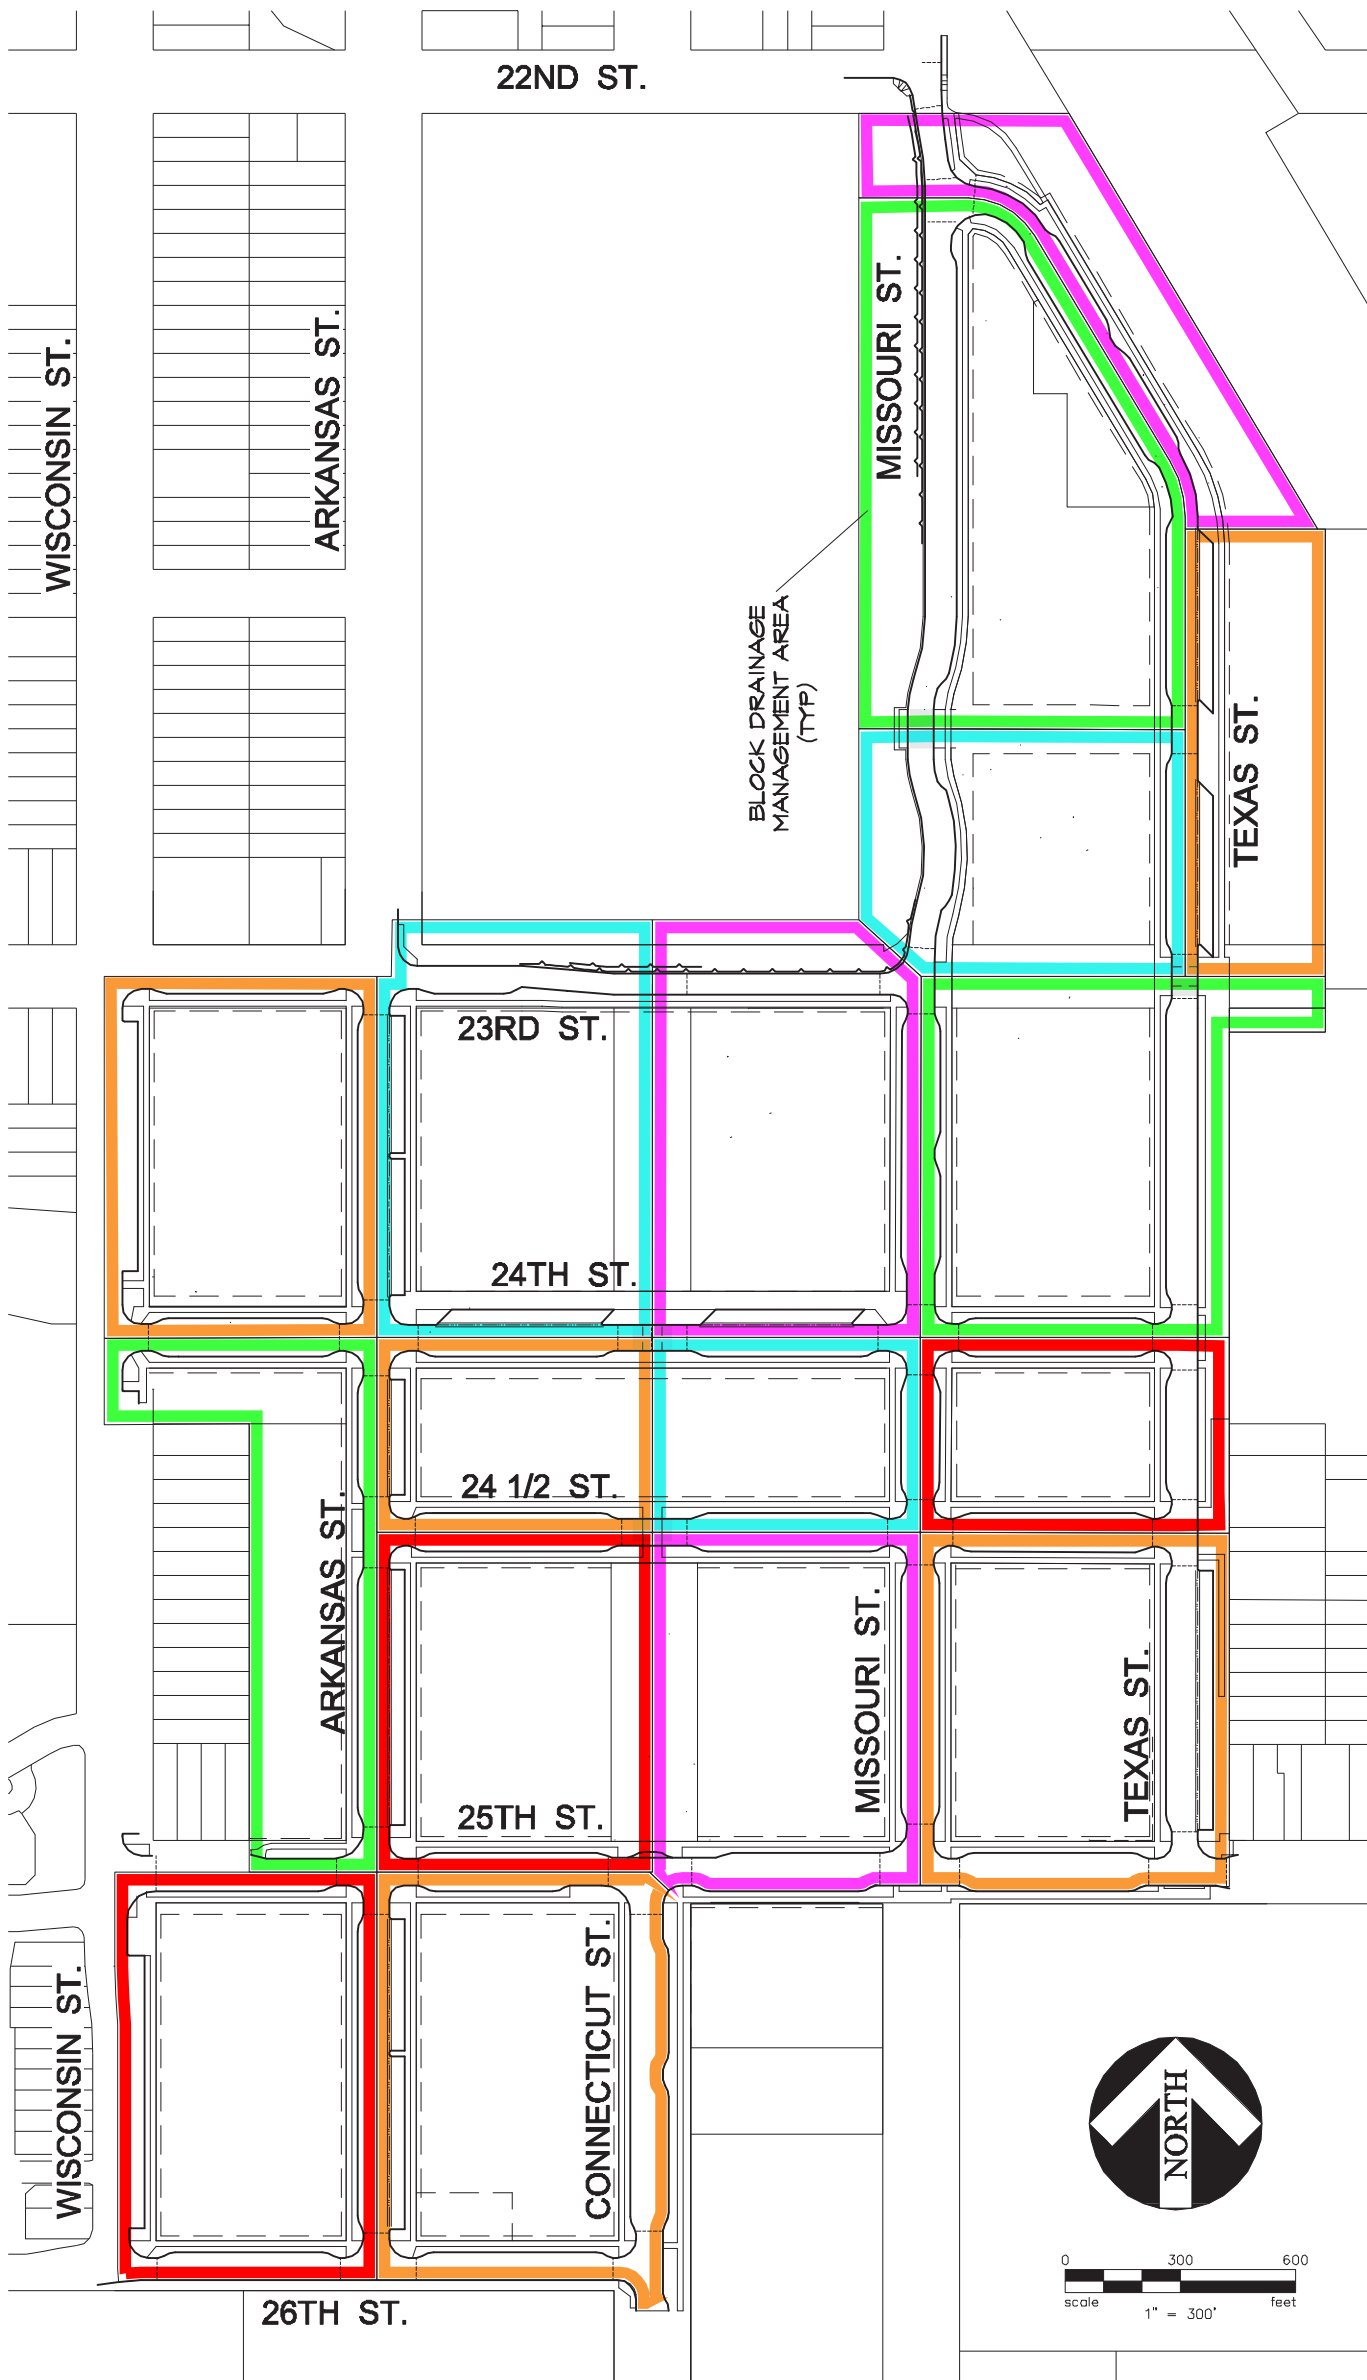 22ND ST.
WISCONSIN ST.
ARKANSAS ST.
MISSOURI ST.
BLOCK DRAINAGE
MANAGEMENT AREA
(TYP)
TEXAS ST.
23RD ST.
24TH ST.
24 1/2 ST.
ARKANSAS ST.
MISSOURI ST.
TEXAS ST.
25TH ST.
WISCONSIN ST.
CONNECTICUT ST.
NORTH
0 300 600
scale feet
1" = 300'
26TH ST.